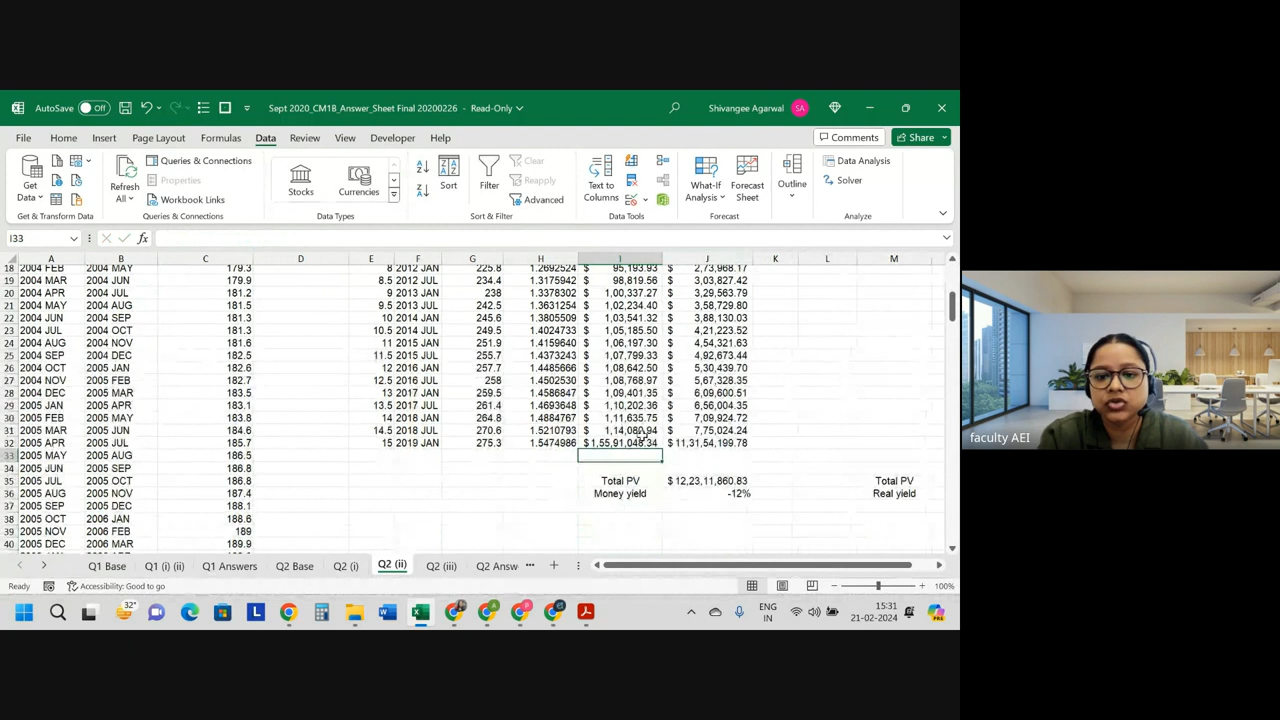 AutoSave Off Sept 2020_CM1B_Answer_Sheet Final 20200226 - Read-Only Shivangee Agarwal SA
File Home Insert Page Layout Formulas Data Review View Developer Help Comments Share
Get Data
Refresh All
Queries & Connections
Properties
Workbook Links
Stocks Currencies
Sort Filter
Clear
Reapply
Advanced
Text to Columns
What-If Analysis Forecast Sheet
Outline
Data Analysis
Solver
Get & Transform Data Queries & Connections Data Types Sort & Filter Data Tools Forecast Analyze
I33 fx
A B C D E F G H I J K L M
18 2004 FEB 2004 MAY 179.3 8 2012 JAN 225.8 1.2692524 $ 95,193.93 $ 2,73,968.17
19 2004 MAR 2004 JUN 179.9 8.5 2012 JUL 234.4 1.3175942 $ 98,819.56 $ 3,03,827.42
20 2004 APR 2004 JUL 181.2 9 2013 JAN 238 1.3378302 $ 1,00,337.27 $ 3,29,563.79
21 2004 MAY 2004 AUG 181.5 9.5 2013 JUL 242.5 1.3631254 $ 1,02,234.40 $ 3,58,729.80
22 2004 JUN 2004 SEP 181.3 10 2014 JAN 245.6 1.3805509 $ 1,03,541.32 $ 3,88,130.03
23 2004 JUL 2004 OCT 181.3 10.5 2014 JUL 249.5 1.4024733 $ 1,05,185.50 $ 4,21,223.52
24 2004 AUG 2004 NOV 181.6 11 2015 JAN 251.9 1.4159640 $ 1,06,197.30 $ 4,54,321.63
25 2004 SEP 2004 DEC 182.5 11.5 2015 JUL 255.7 1.4373243 $ 1,07,799.33 $ 4,92,673.44
26 2004 OCT 2005 JAN 182.6 12 2016 JAN 257.7 1.4485666 $ 1,08,642.50 $ 5,30,439.70
27 2004 NOV 2005 FEB 182.7 12.5 2016 JUL 258 1.4502530 $ 1,08,768.97 $ 5,67,328.35
28 2004 DEC 2005 MAR 183.5 13 2017 JAN 259.5 1.4586847 $ 1,09,401.35 $ 6,09,600.51
29 2005 JAN 2005 APR 183.1 13.5 2017 JUL 261.4 1.4693648 $ 1,10,202.36 $ 6,56,004.35
30 2005 FEB 2005 MAY 183.8 14 2018 JAN 264.8 1.4884767 $ 1,11,635.75 $ 7,09,924.72
31 2005 MAR 2005 JUN 184.6 14.5 2018 JUL 270.6 1.5210793 $ 1,14,080.94 $ 7,75,024.24
32 2005 APR 2005 JUL 185.7 15 2019 JAN 275.3 1.5474986 $ 1,55,91,048.34 $ 11,31,54,199.78
33 2005 MAY 2005 AUG 186.5
34 2005 JUN 2005 SEP 186.8
35 2005 JUL 2005 OCT 186.8 Total PV $ 12,23,11,860.83 Total PV
36 2005 AUG 2005 NOV 187.4 Money yield -12% Real yield
37 2005 SEP 2005 DEC 188.1
38 2005 OCT 2006 JAN 188.6
39 2005 NOV 2006 FEB 189
40 2005 DEC 2006 MAR 189.9
Q1 Base Q1 (i) (ii) Q1 Answers Q2 Base Q2 (i) Q2 (ii) Q2 (iii) Q2 Answ
Ready Accessibility: Good to go 100%
32° ENG IN 15:31 21-02-2024
faculty AEI